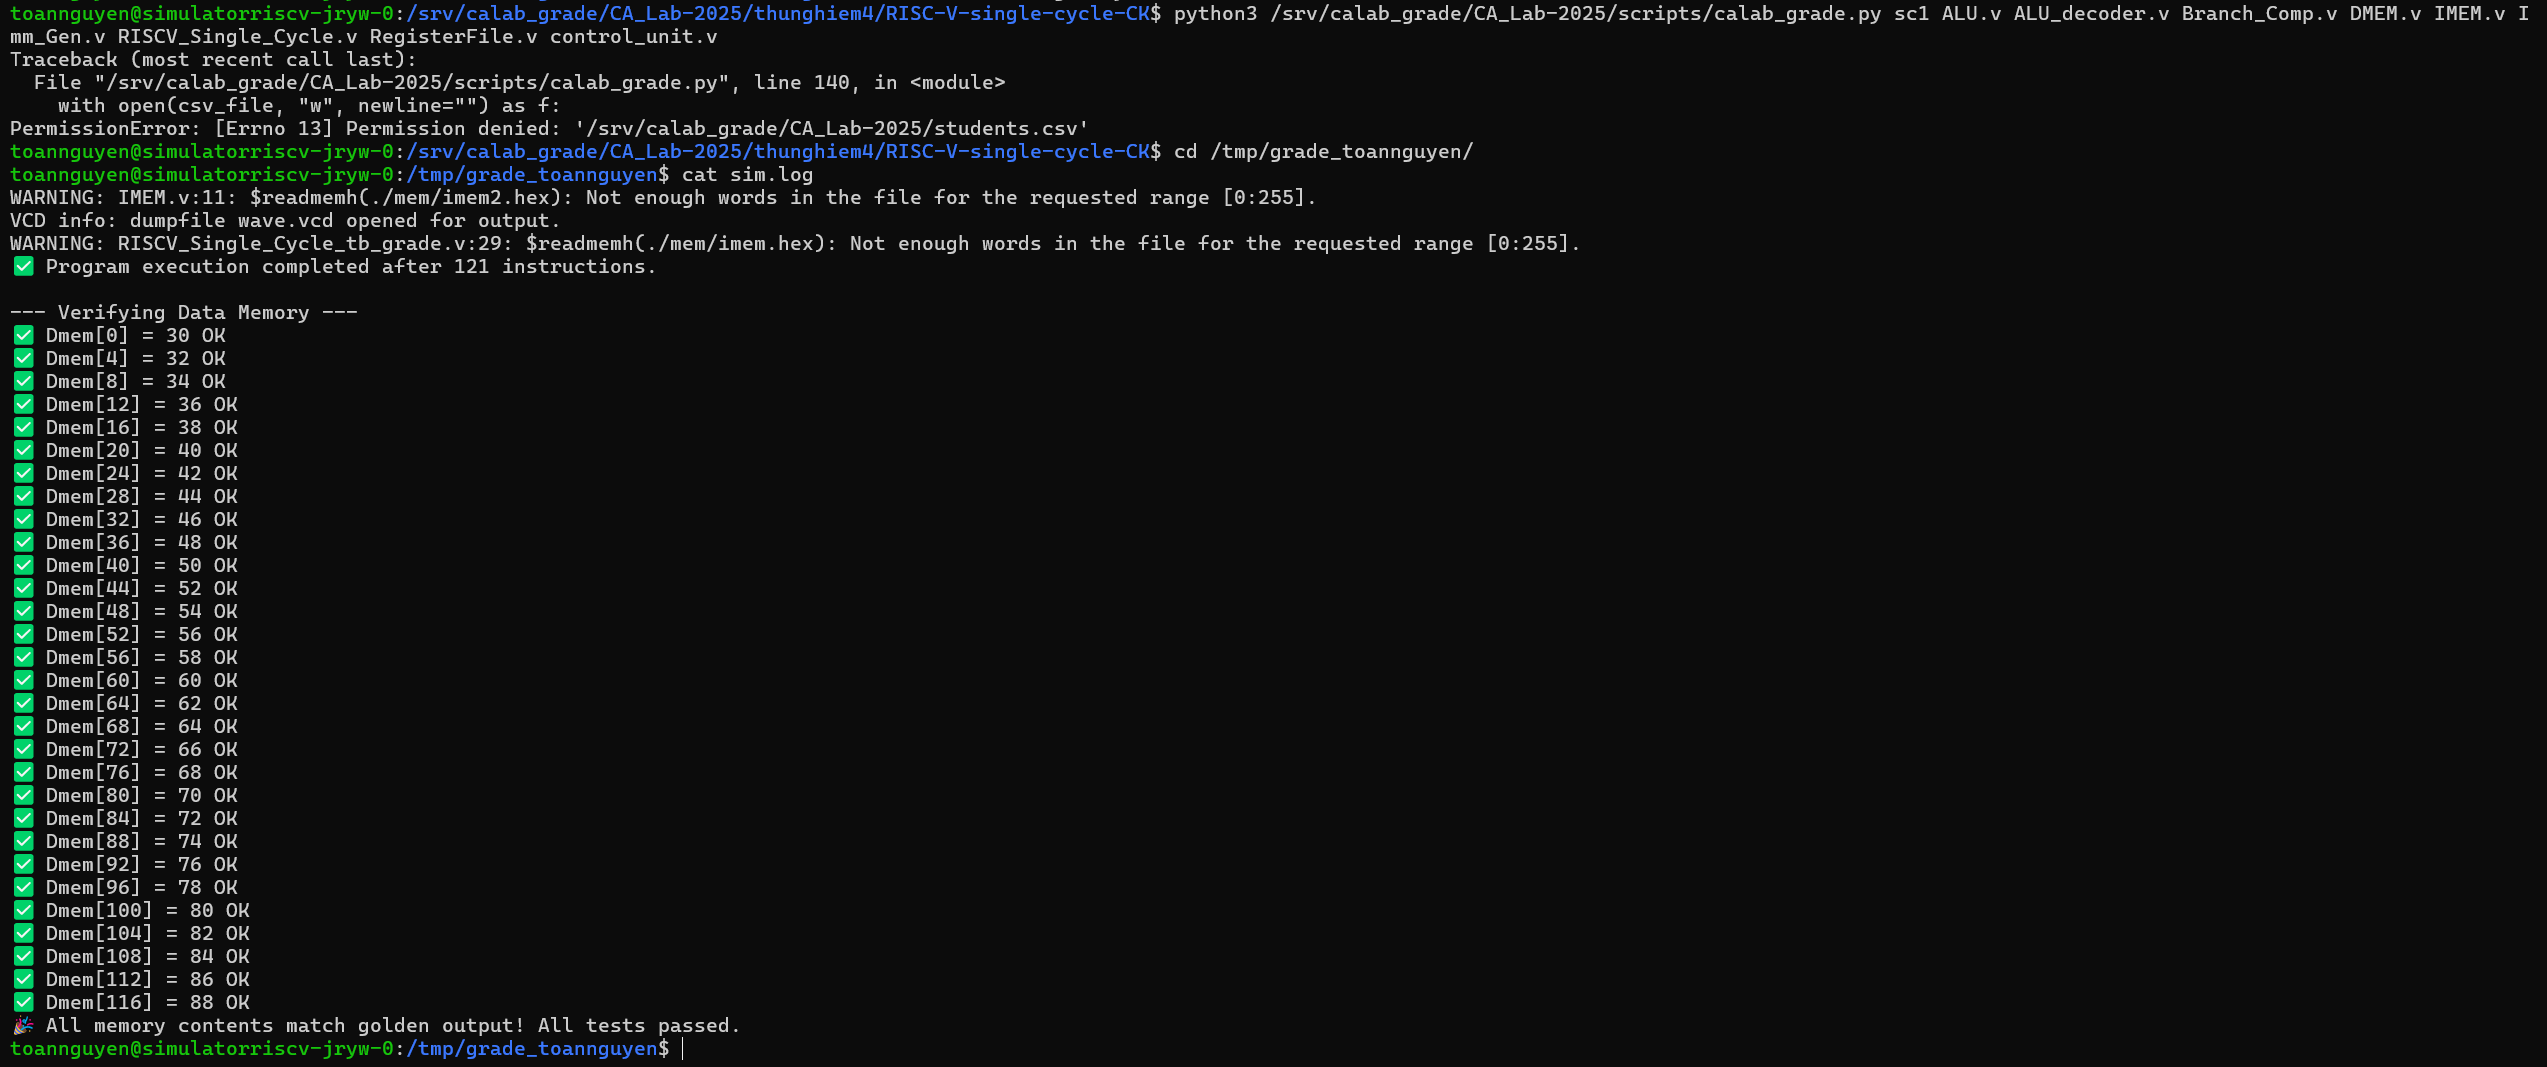 toannguyen@simulatorriscv-jryw-0:/srv/calab_grade/CA_Lab-2025/thunghiem4/RISC-V-single-cycle-CK$ python3 /srv/calab_grade/CA_Lab-2025/scripts/calab_grade.py sc1 ALU.v ALU_decoder.v Branch_Comp.v DMEM.v IMEM.v I
mm_Gen.v RISCV_Single_Cycle.v RegisterFile.v control_unit.v
Traceback (most recent call last):
  File "/srv/calab_grade/CA_Lab-2025/scripts/calab_grade.py", line 140, in <module>
    with open(csv_file, "w", newline="") as f:
PermissionError: [Errno 13] Permission denied: '/srv/calab_grade/CA_Lab-2025/students.csv'
toannguyen@simulatorriscv-jryw-0:/srv/calab_grade/CA_Lab-2025/thunghiem4/RISC-V-single-cycle-CK$ cd /tmp/grade_toannguyen/
toannguyen@simulatorriscv-jryw-0:/tmp/grade_toannguyen$ cat sim.log
WARNING: IMEM.v:11: $readmemh(./mem/imem2.hex): Not enough words in the file for the requested range [0:255].
VCD info: dumpfile wave.vcd opened for output.
WARNING: RISCV_Single_Cycle_tb_grade.v:29: $readmemh(./mem/imem.hex): Not enough words in the file for the requested range [0:255].
✅ Program execution completed after 121 instructions.

--- Verifying Data Memory ---
✅ Dmem[0] = 30 OK
✅ Dmem[4] = 32 OK
✅ Dmem[8] = 34 OK
✅ Dmem[12] = 36 OK
✅ Dmem[16] = 38 OK
✅ Dmem[20] = 40 OK
✅ Dmem[24] = 42 OK
✅ Dmem[28] = 44 OK
✅ Dmem[32] = 46 OK
✅ Dmem[36] = 48 OK
✅ Dmem[40] = 50 OK
✅ Dmem[44] = 52 OK
✅ Dmem[48] = 54 OK
✅ Dmem[52] = 56 OK
✅ Dmem[56] = 58 OK
✅ Dmem[60] = 60 OK
✅ Dmem[64] = 62 OK
✅ Dmem[68] = 64 OK
✅ Dmem[72] = 66 OK
✅ Dmem[76] = 68 OK
✅ Dmem[80] = 70 OK
✅ Dmem[84] = 72 OK
✅ Dmem[88] = 74 OK
✅ Dmem[92] = 76 OK
✅ Dmem[96] = 78 OK
✅ Dmem[100] = 80 OK
✅ Dmem[104] = 82 OK
✅ Dmem[108] = 84 OK
✅ Dmem[112] = 86 OK
✅ Dmem[116] = 88 OK
🎉 All memory contents match golden output! All tests passed.
toannguyen@simulatorriscv-jryw-0:/tmp/grade_toannguyen$